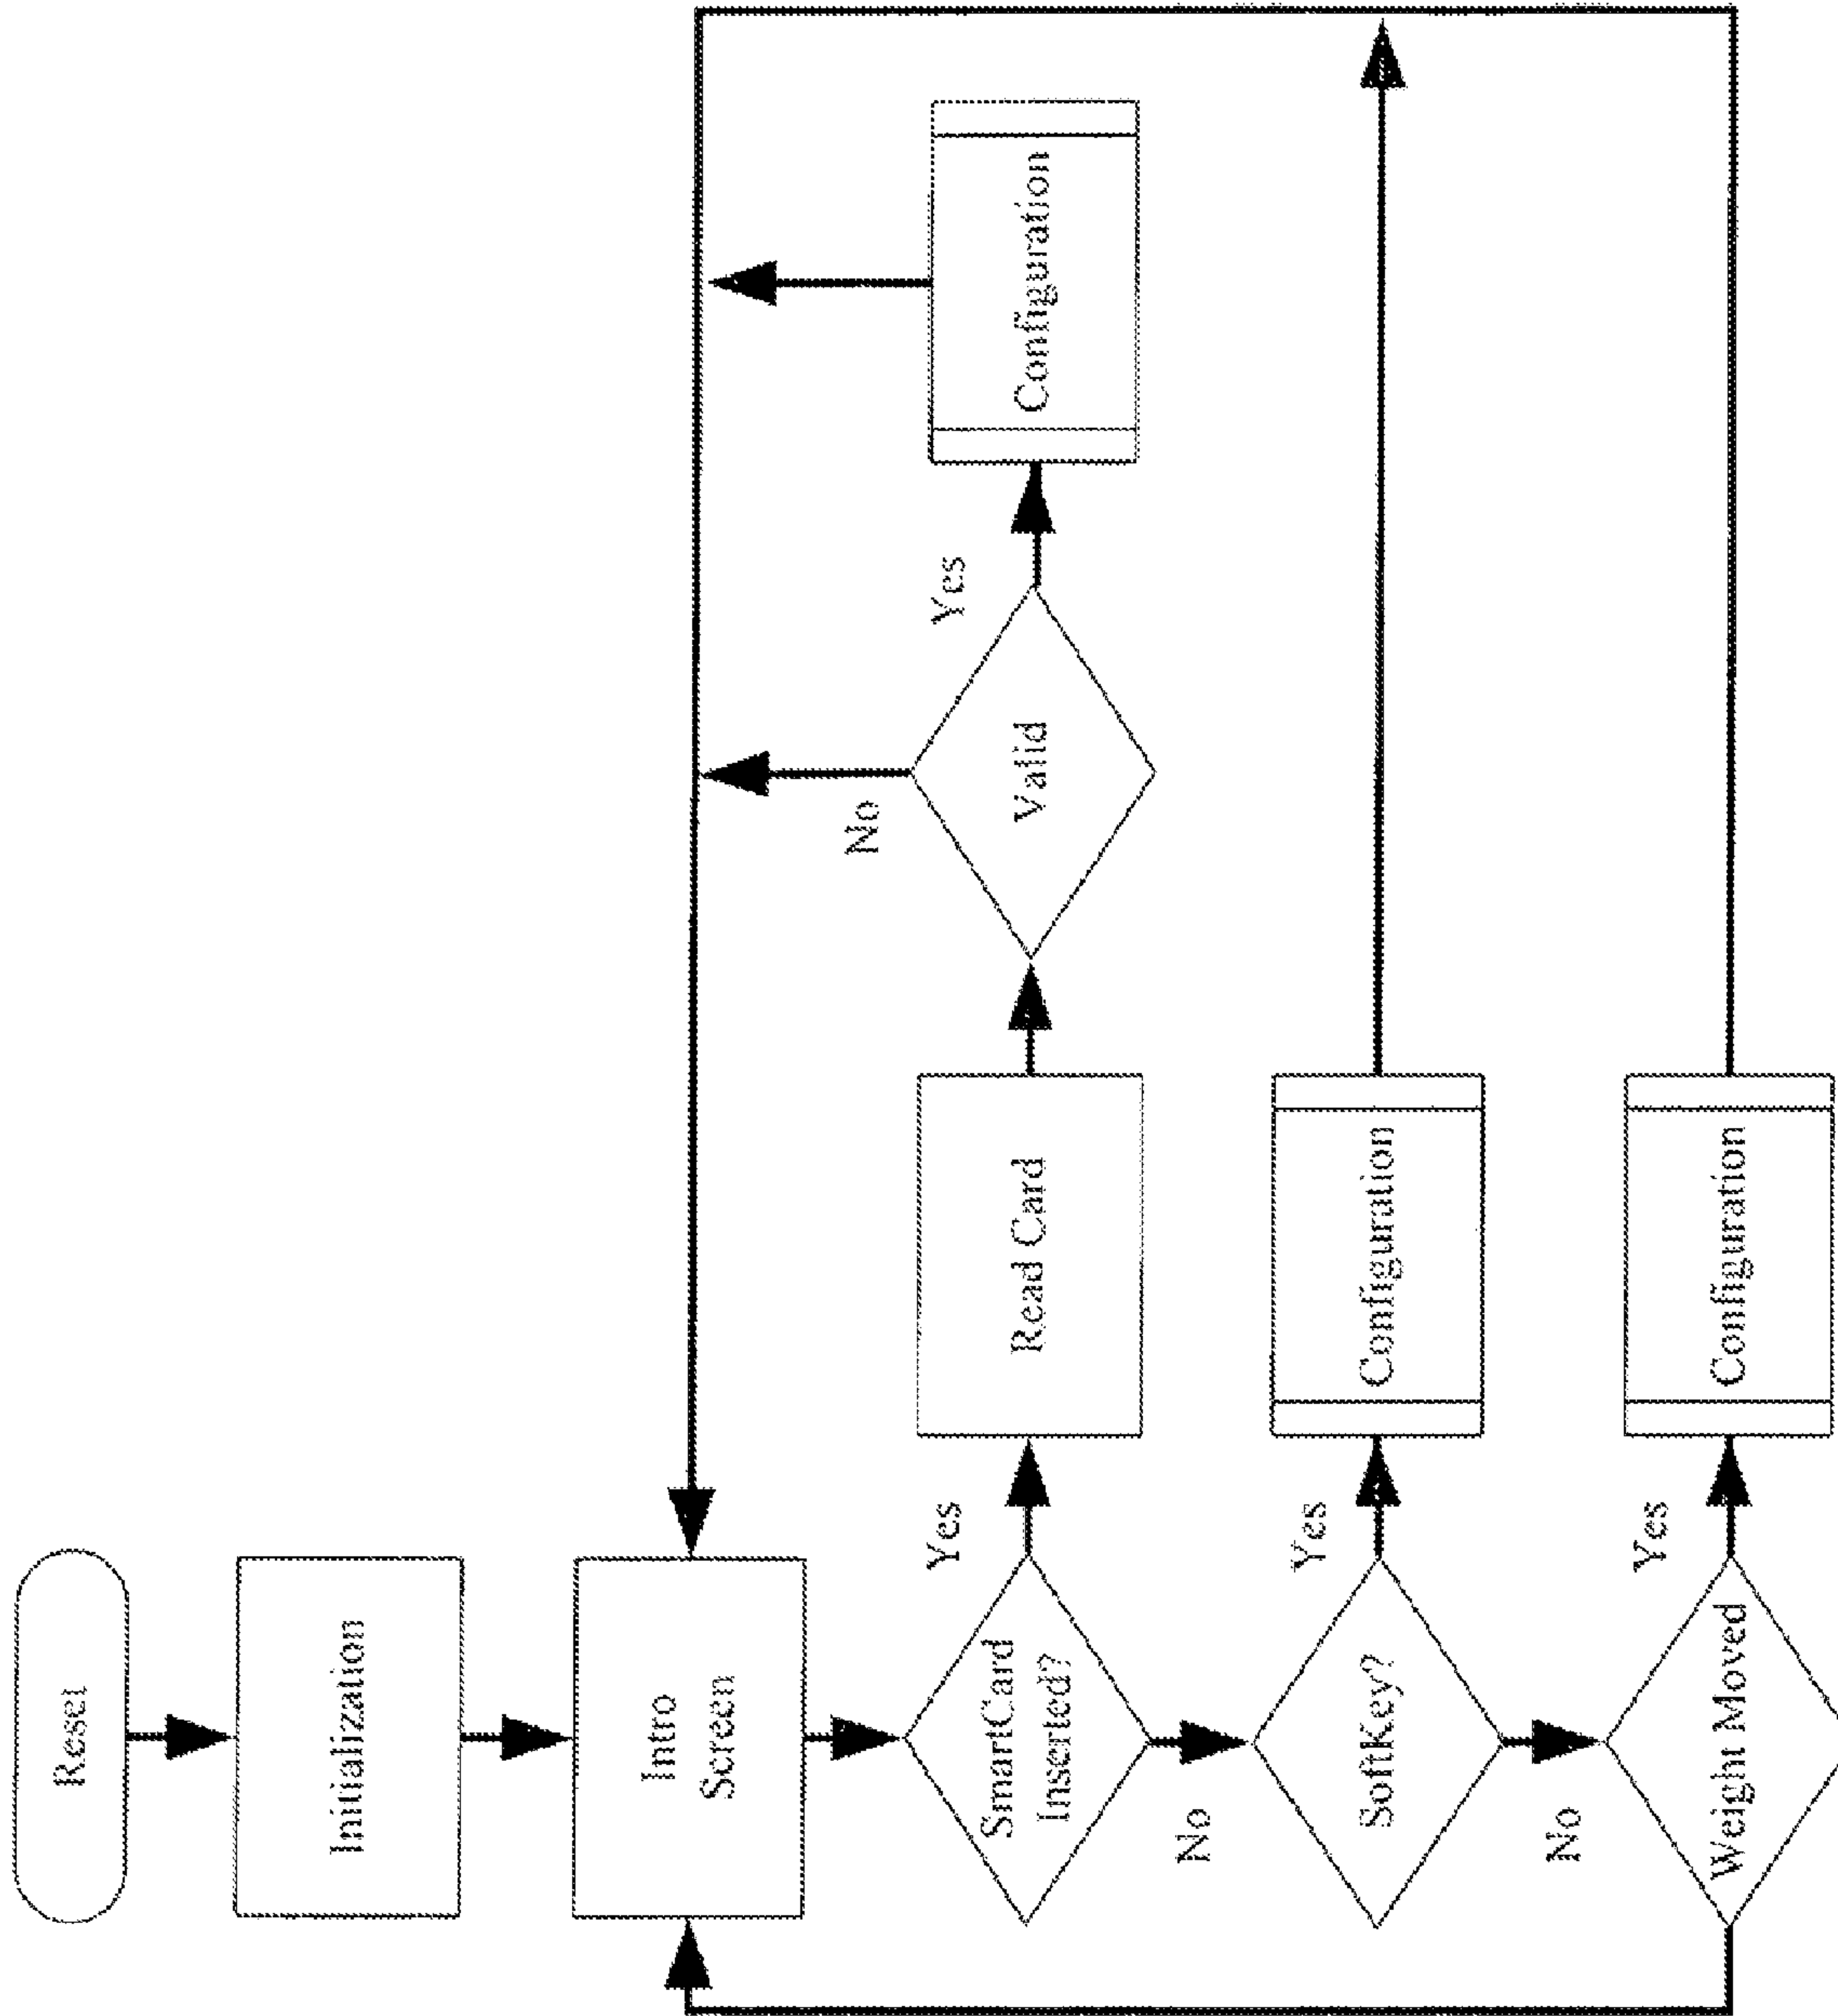 Reset
Initialization
Intro
Screen
SmartCard
Inserted?
Yes
Read Card
Valid
No
Yes
Configuration
No
SoftKey?
Yes
Configuration
No
Weight Moved
Yes
Configuration